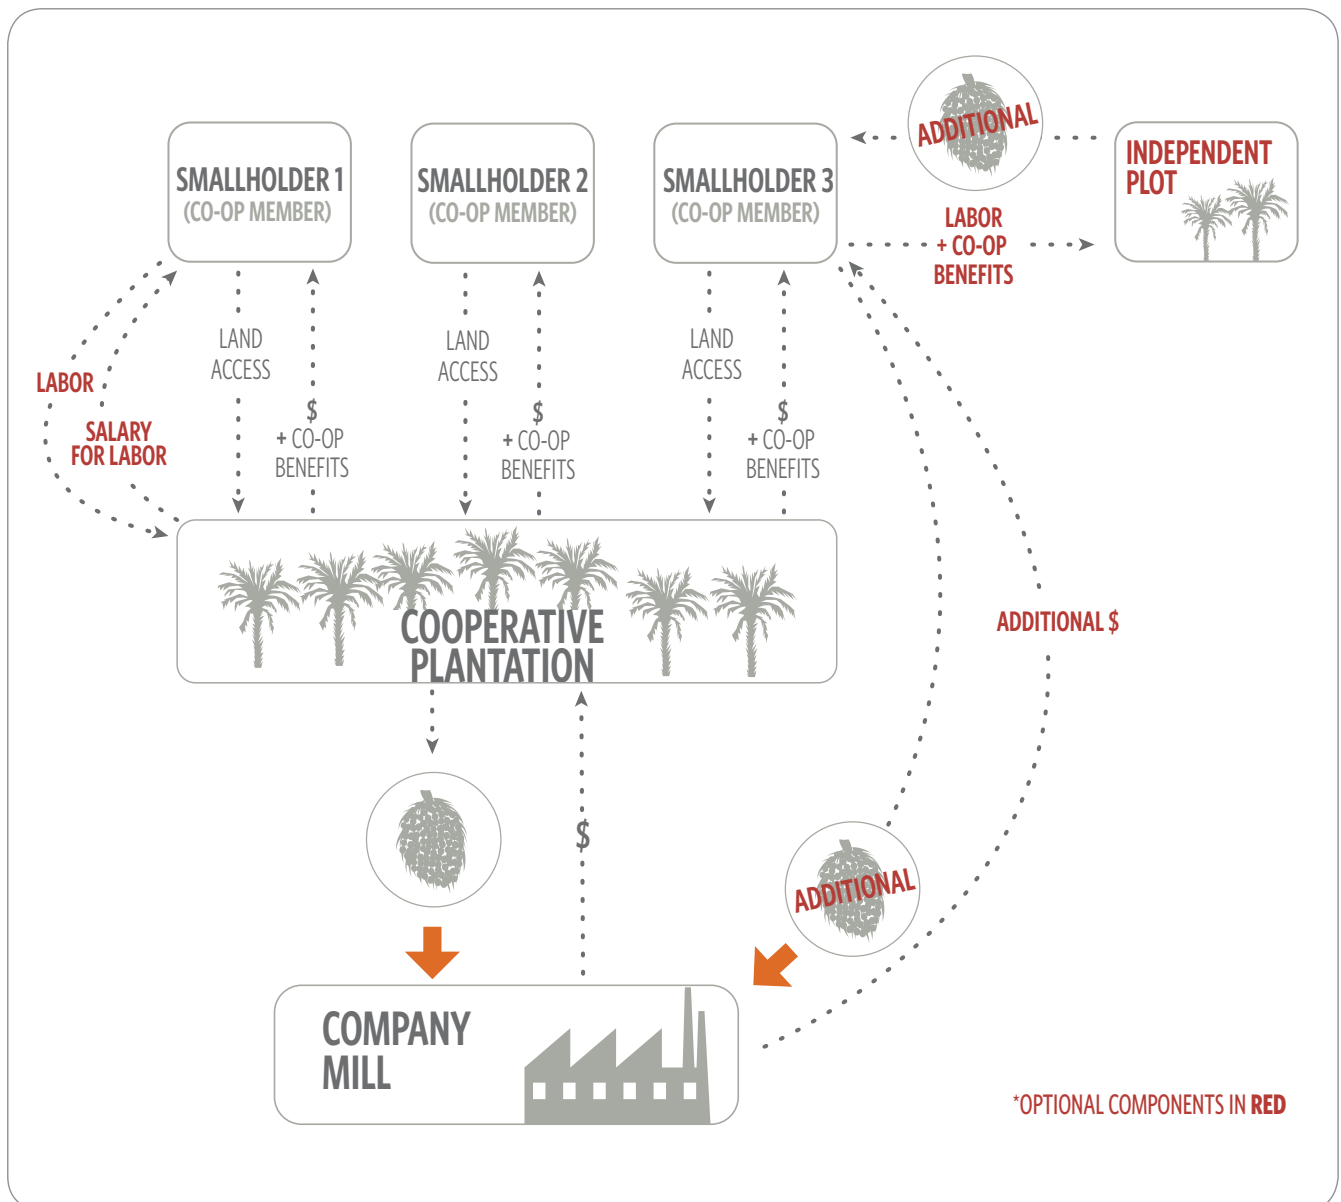 ADDITIONAL
SMALLHOLDER 1
(CO-OP MEMBER)
SMALLHOLDER 2
(CO-OP MEMBER)
SMALLHOLDER 3
(CO-OP MEMBER)
INDEPENDENT
PLOT
LABOR
+ CO-OP
BENEFITS
LAND
ACCESS
LAND
ACCESS
LAND
ACCESS
LABOR
SALARY
FOR LABOR
$
+ CO-OP
BENEFITS
$
+ CO-OP
BENEFITS
$
+ CO-OP
BENEFITS
COOPERATIVE
PLANTATION
ADDITIONAL $
$
ADDITIONAL
COMPANY
MILL
*OPTIONAL COMPONENTS IN RED